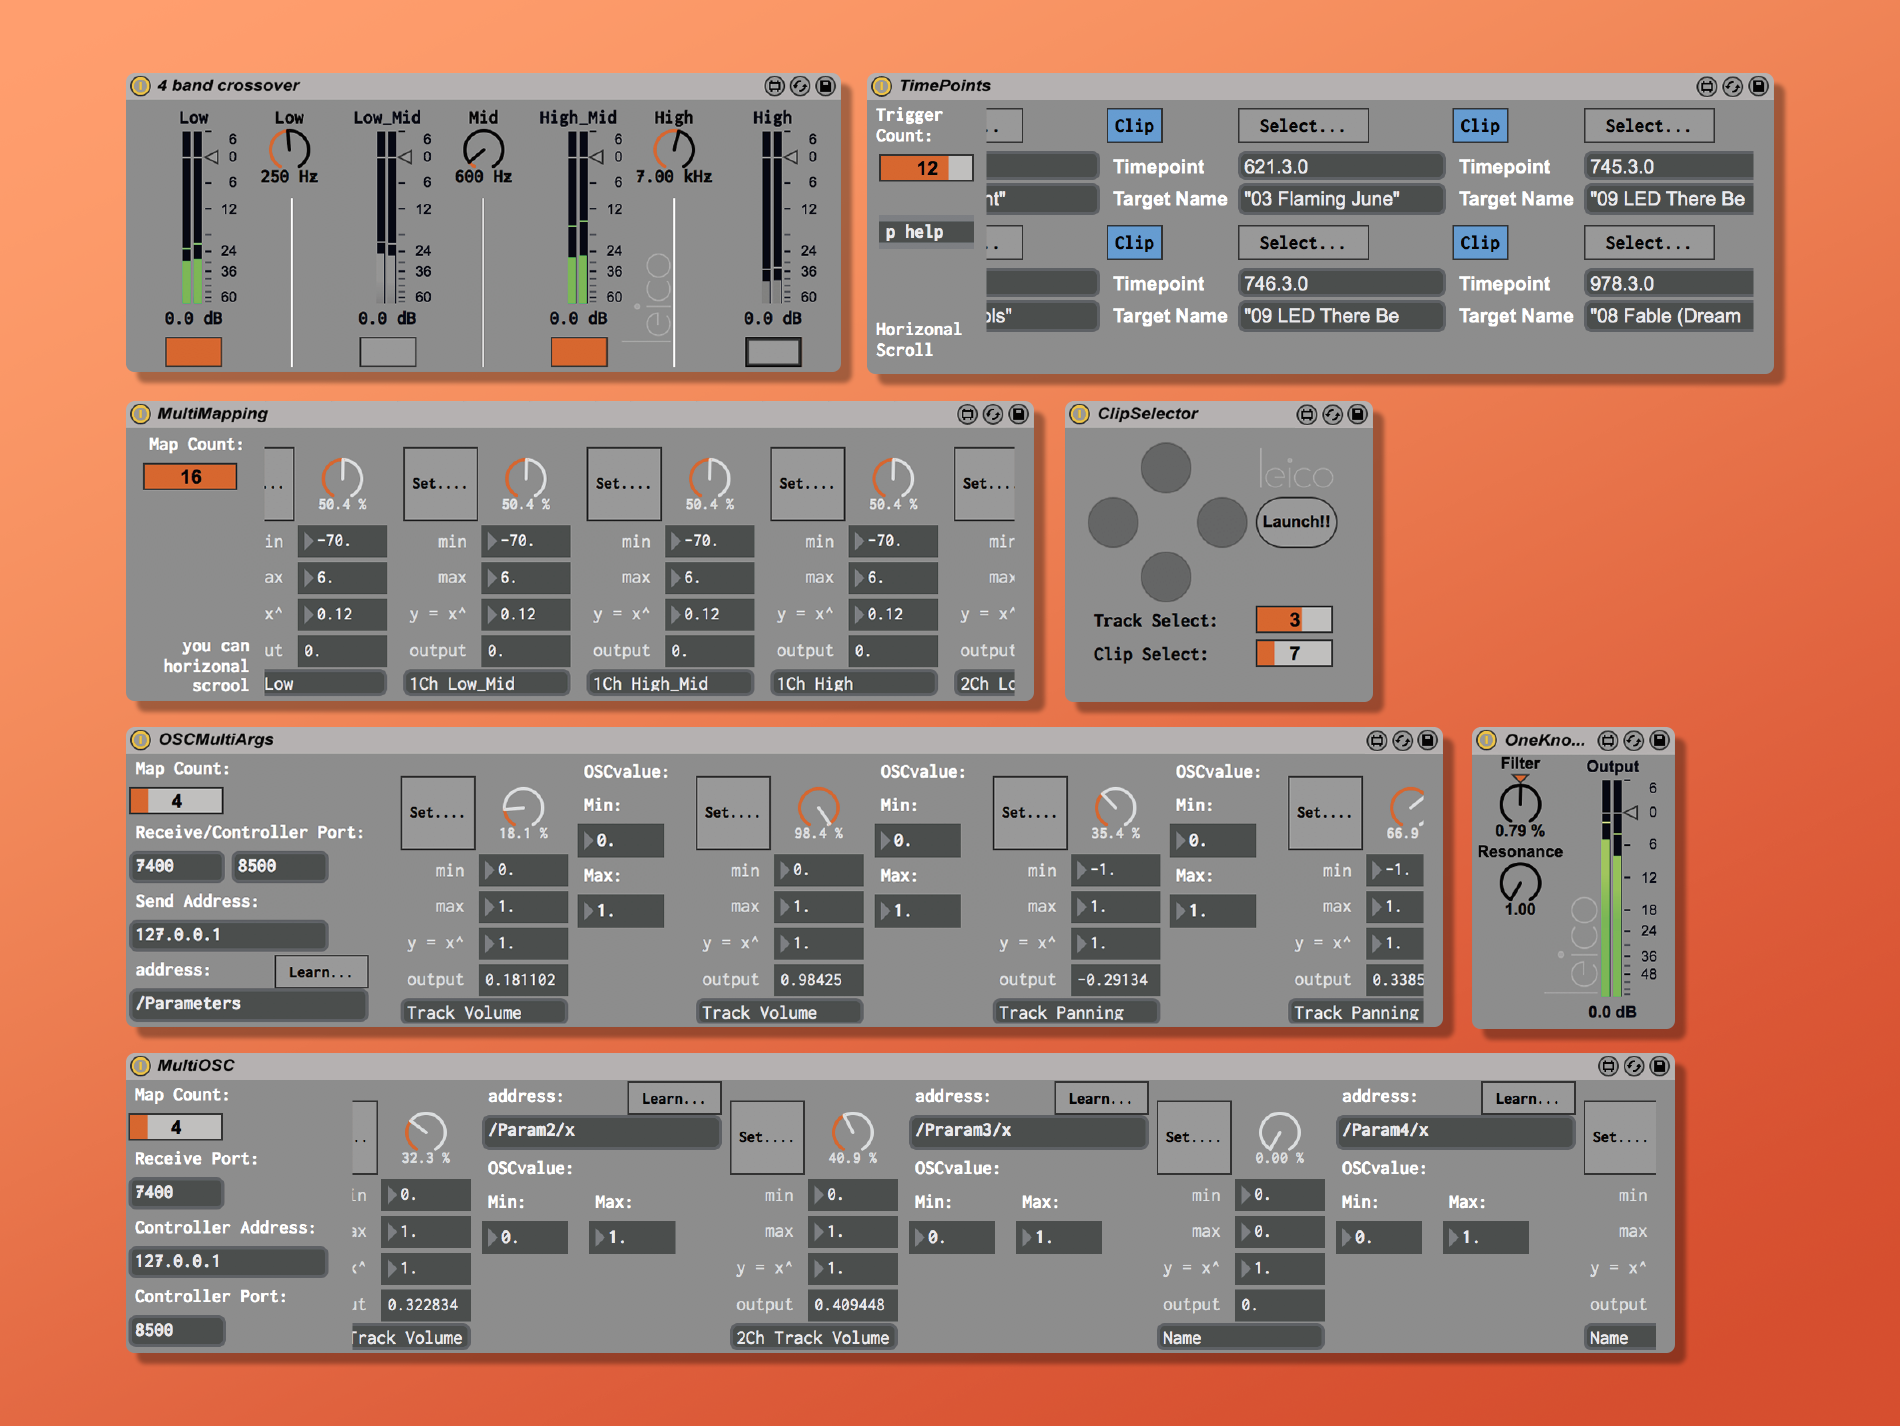 4 band crossover
Low Low Low_Mid Mid High_Mid High High
6 6 6 6
0 0 0 0
250 Hz 600 Hz 7.00 kHz
6 6 6 6
12 12 12 12
24 24 24 24
36 36 36 36
60 60 60 60
leico
0.0 dB 0.0 dB 0.0 dB 0.0 dB
TimePoints
Trigger
Count:
12
p help
Horizonal
Scroll
.. Clip Select... Clip Select...
Timepoint 621.3.0 Timepoint 745.3.0
nt" Target Name "03 Flaming June" Target Name "09 LED There Be
.. Clip Select... Clip Select...
Timepoint 746.3.0 Timepoint 978.3.0
ols" Target Name "09 LED There Be Target Name "08 Fable (Dream
MultiMapping
Map Count:
16
you can
horizonal
scrool
... Set.... Set.... Set.... Set...
50.4 % 50.4 % 50.4 % 50.4 %
in -70. min -70. min -70. min -70. mir
ax 6. max 6. max 6. max 6. max
x^ 0.12 y = x^ 0.12 y = x^ 0.12 y = x^ 0.12 y = x^
ut 0. output 0. output 0. output 0. output
Low 1Ch Low_Mid 1Ch High_Mid 1Ch High 2Ch Lo
ClipSelector
leico
Launch!!
Track Select: 3
Clip Select: 7
OSCMultiArgs
Map Count:
4
Receive/Controller Port:
7400 8500
Send Address:
127.0.0.1
address: Learn...
/Parameters
OSCvalue: OSCvalue: OSCvalue:
Set.... Min: Set.... Min: Set.... Min: Set....
18.1 % 0. 98.4 % 0. 35.4 % 0. 66.9
min 0. Max: min 0. Max: min -1. Max: min -1.
max 1. 1. max 1. 1. max 1. 1. max 1.
y = x^ 1. y = x^ 1. y = x^ 1. y = x^ 1.
output 0.181102 output 0.98425 output -0.29134 output 0.3385
Track Volume Track Volume Track Panning Track Panning
OneKno...
Filter Output
0.79 %
Resonance
1.00
6
0
6
12
18
24
36
48
leico
0.0 dB
MultiOSC
Map Count:
4
Receive Port:
7400
Controller Address:
127.0.0.1
Controller Port:
8500
address: Learn... address: Learn... address: Learn...
/Param2/x /Praram3/x /Param4/x
.. Set.... Set.... Set....
32.3 % 40.9 % 0.00 %
OSCvalue: OSCvalue: OSCvalue:
in 0. Min: Max: min 0. Min: Max: min 0. Min: Max: min
ax 1. 0. 1. max 1. 0. 1. max 0. 0. 1. max
x^ 1. y = x^ 1. y = x^ 1. y = x^
ut 0.322834 output 0.409448 output 0. output
Track Volume 2Ch Track Volume Name Name